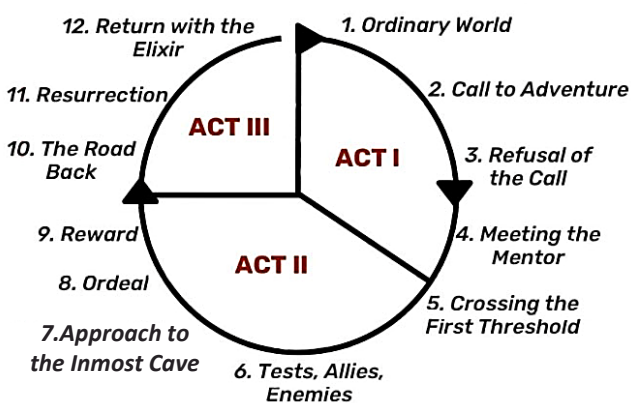 1. Ordinary World
2. Call to Adventure
3. Refusal of
the Call
4. Meeting the
Mentor
5. Crossing the
First Threshold
6. Tests, Allies,
Enemies
7.Approach to
the Inmost Cave
8. Ordeal
9. Reward
10. The Road
Back
11. Resurrection
12. Return with the
Elixir
ACT I
ACT II
ACT III